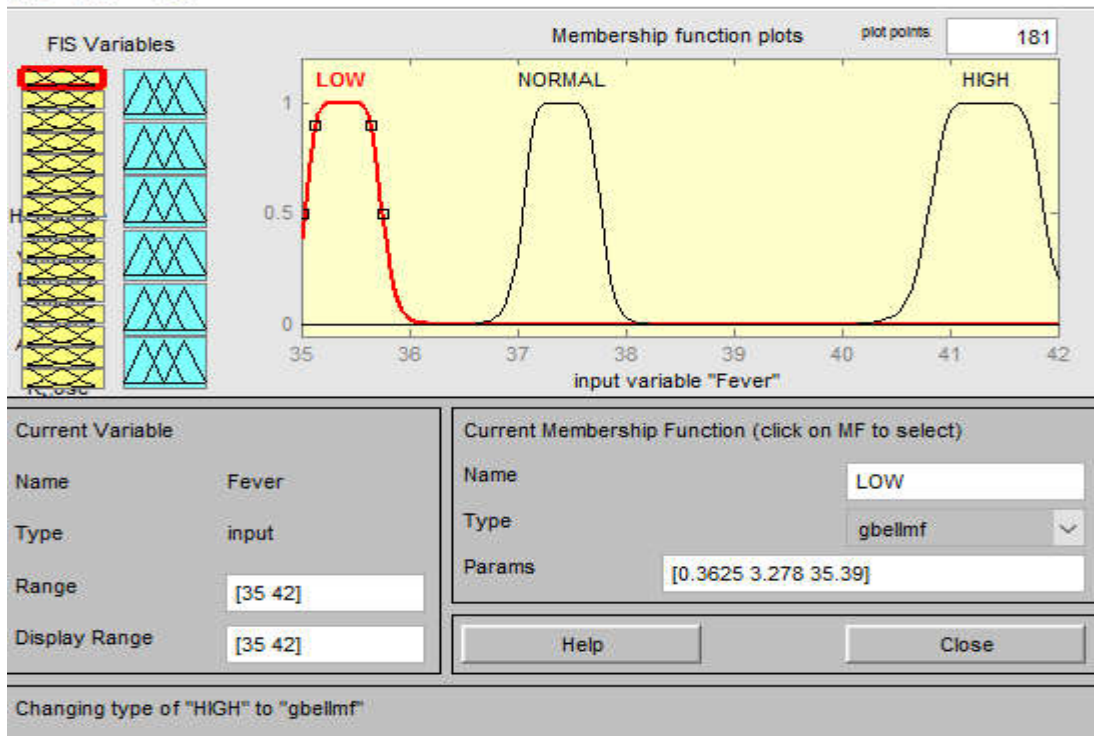 FIS Variables
Membership function plots
plot points:
181
LOW
NORMAL
HIGH
1
0.5
0
35
36
37
38
39
40
41
42
input variable "Fever"
Current Variable
Name
Fever
Type
input
Range
[35 42]
Display Range
[35 42]
Current Membership Function (click on MF to select)
Name
LOW
Type
gbellmf
Params
[0.3625 3.278 35.39]
Help
Close
Changing type of "HIGH" to "gbellmf"